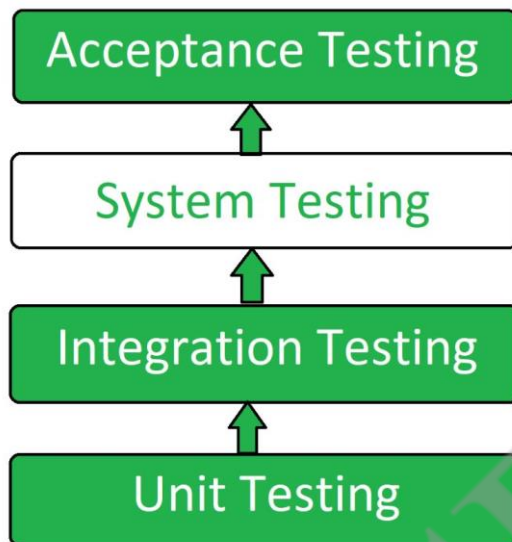 Acceptance Testing
System Testing
Integration Testing
Unit Testing